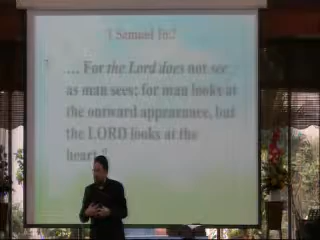 1 Samuel 16:7
... For the Lord does not see
as man sees; for man looks at
the outward appearance, but
the LORD looks at the
heart."